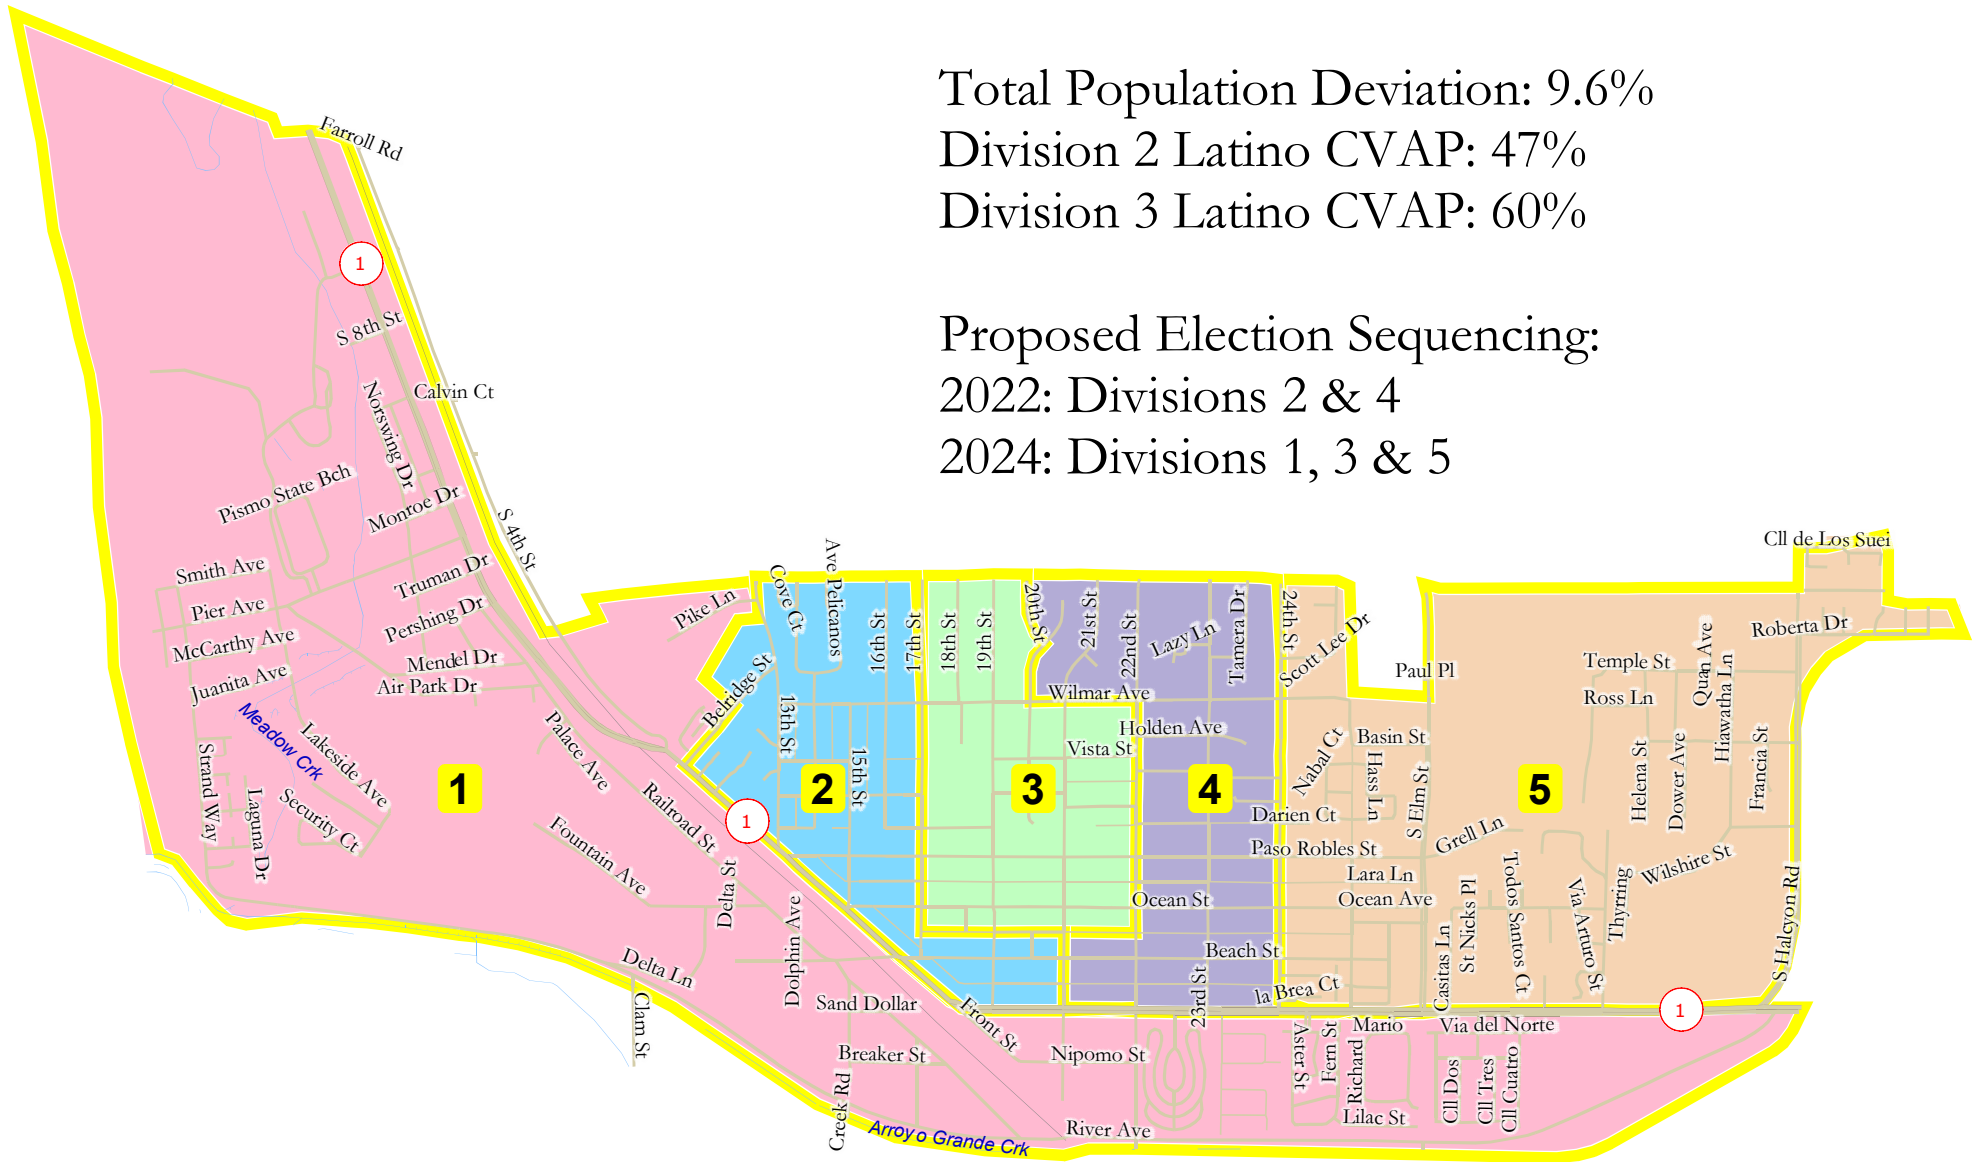 Total Population Deviation: 9.6%
Division 2 Latino CVAP: 47%
Division 3 Latino CVAP: 60%
Proposed Election Sequencing:
2022: Divisions 2 & 4
2024: Divisions 1, 3 & 5
Farroll Rd
1
S 8th St
Calvin Ct
Norswing Dr
Pismo State Bch
Monroe Dr
S 4th St
Smith Ave
Truman Dr
Pier Ave
Pershing Dr
McCarthy Ave
Mendel Dr
Juanita Ave
Air Park Dr
Meadow Crk
Lakeside Ave
Palace Ave
Strand Way
Laguna Dr
Security Ct
1
Railroad St
Fountain Ave
Delta St
Dolphin Ave
Delta Ln
Clam St
Sand Dollar
Front St
Breaker St
Nipomo St
Creek Rd
Arroyo Grande Crk
River Ave
Pike Ln
Cove Ct
Ave Pelicanos
Belridge St
13th St
15th St
16th St
17th St
2
1
18th St
19th St
20th St
3
Wilmar Ave
Vista St
21st St
22nd St
Lazy Ln
Tamera Dr
Holden Ave
4
Ocean St
Beach St
23rd St
24th St
Scott Lee Dr
Paul Pl
Nabal Ct
Basin St
Hass Ln
S Elm St
Darien Ct
Paso Robles St
Lara Ln
Ocean Ave
la Brea Ct
Grell Ln
5
Casitas Ln
St Nicks Pl
Todos Santos Ct
Via Arturo St
Thyrring
Wilshire St
Cll de Los Suei
Roberta Dr
Temple St
Ross Ln
Quan Ave
Hiawatha Ln
Helena St
Dower Ave
Francia St
S Halcyon Rd
1
Aster St
Fern St
Richard
Mario
Lilac St
Via del Norte
Cll Dos
Cll Tres
Cll Cuatro